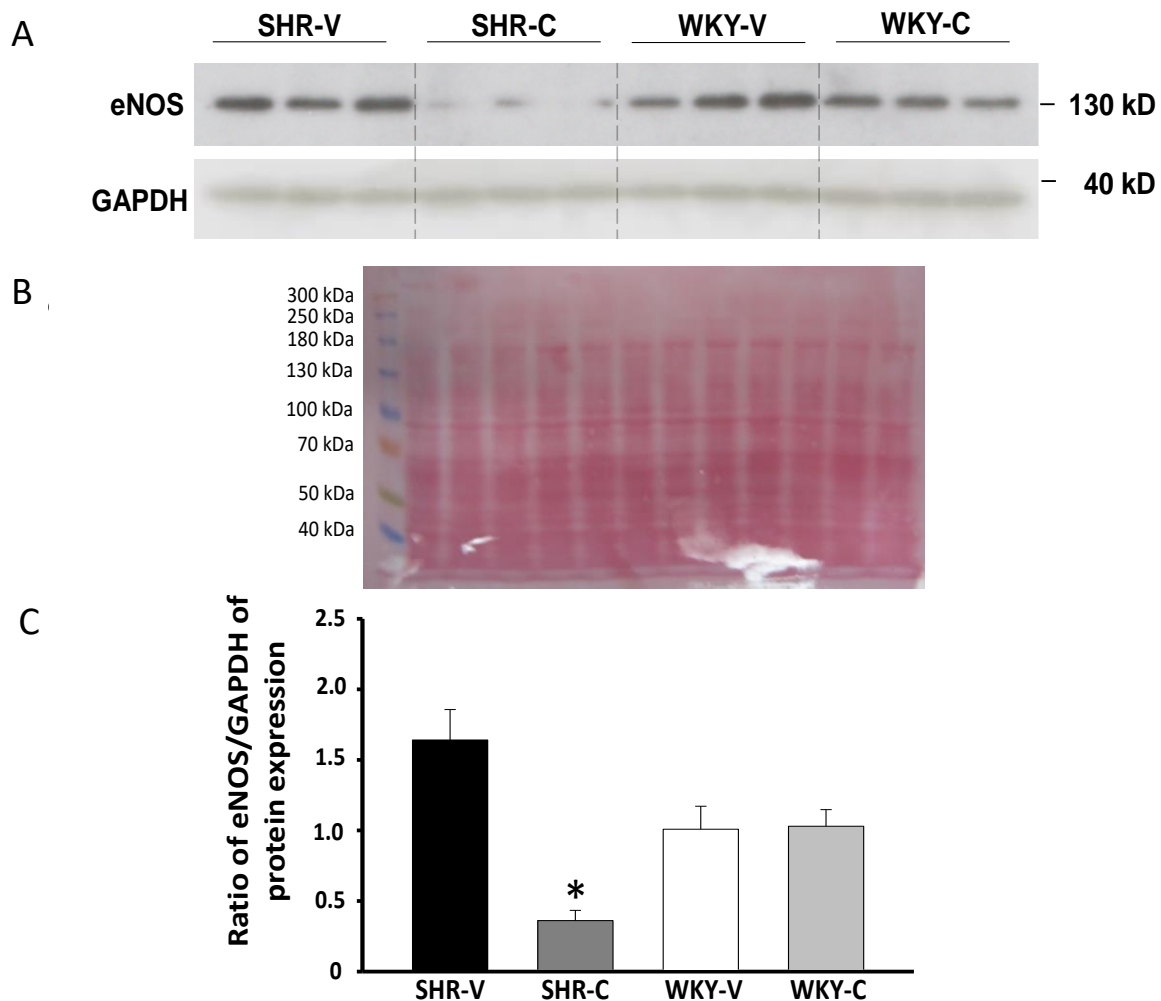 A
SHR-V SHR-C WKY-V WKY-C
eNOS
130 kD
GAPDH
40 kD
B
300 kDa
250 kDa
180 kDa
130 kDa
100 kDa
70 kDa
50 kDa
40 kDa
C
Ratio of eNOS/GAPDH of
protein expression
2.5
2.0
1.5
1.0
0.5
0
*
SHR-V SHR-C WKY-V WKY-C